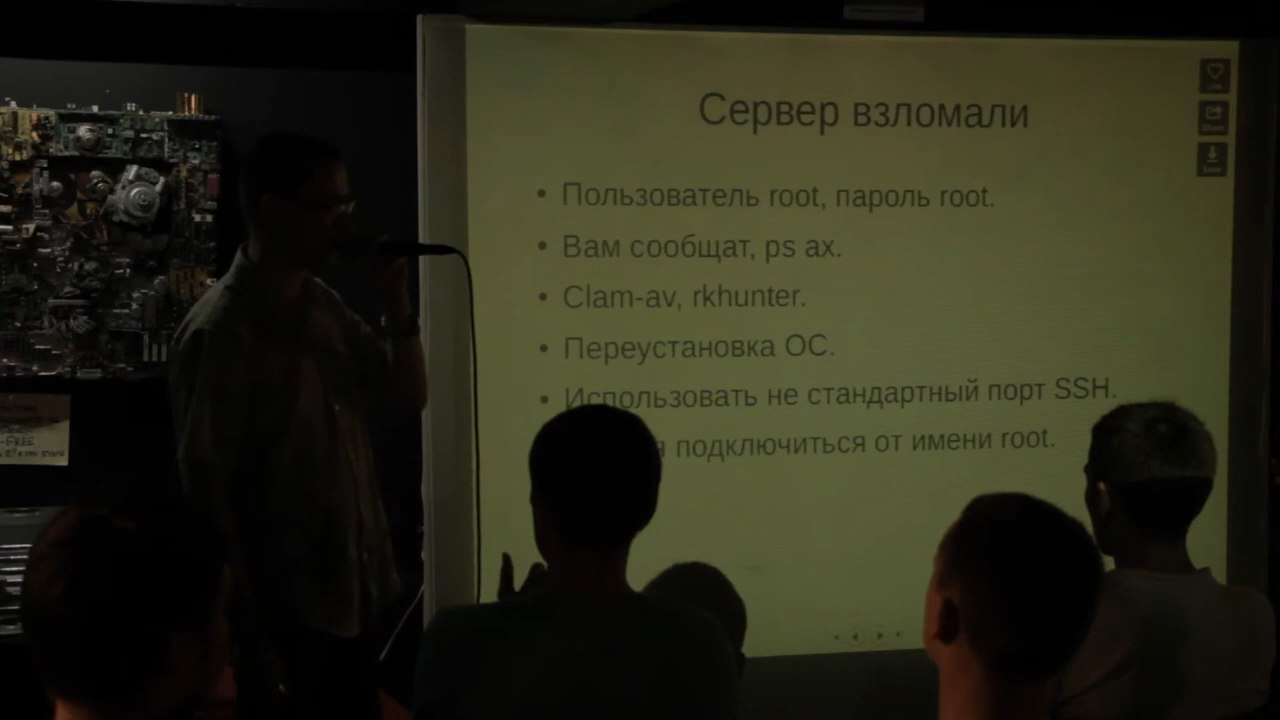 Сервер взломали
• Пользователь root, пароль root.
• Вам сообщат, ps ax.
• Clam-av, rkhunter.
• Переустановка ОС.
• Использовать не стандартный порт SSH.
подключиться от имени root.
-FREE